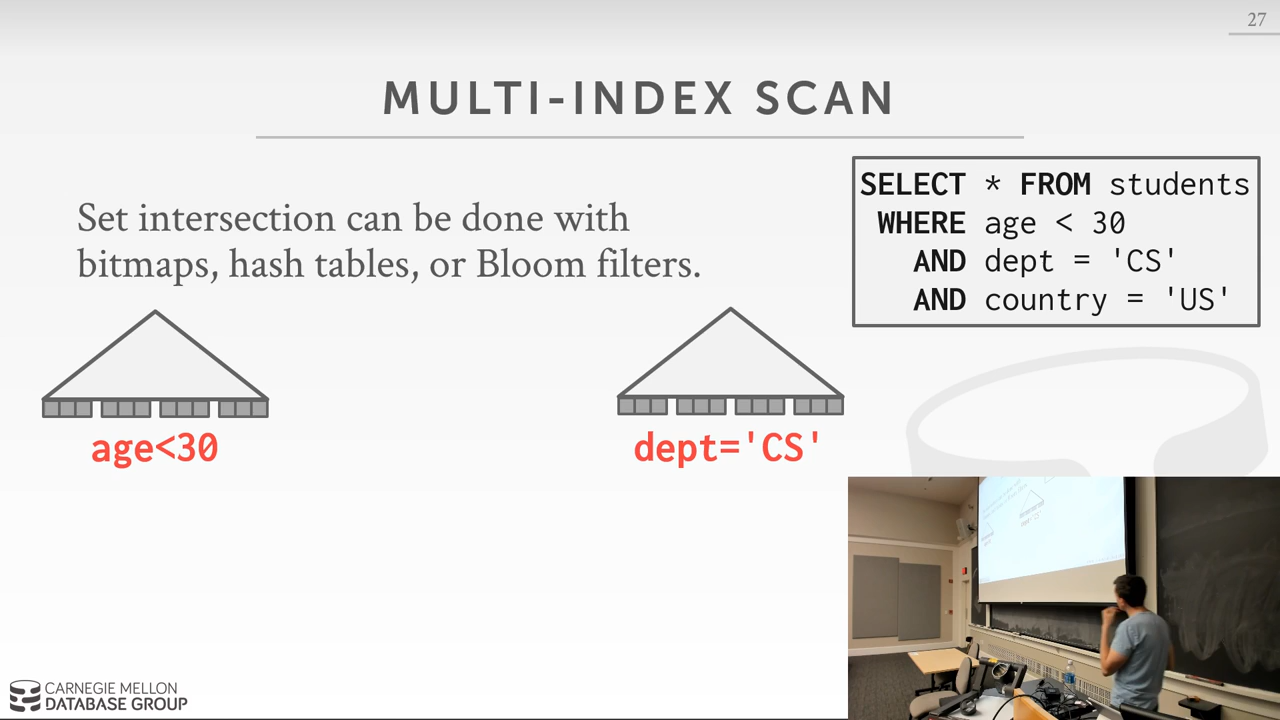 27
MULTI-INDEX SCAN
Set intersection can be done with
bitmaps, hash tables, or Bloom filters.
SELECT * FROM students
WHERE age < 30
AND dept = 'CS'
AND country = 'US'
age<30
dept='CS'
CARNEGIE MELLON
DATABASE GROUP